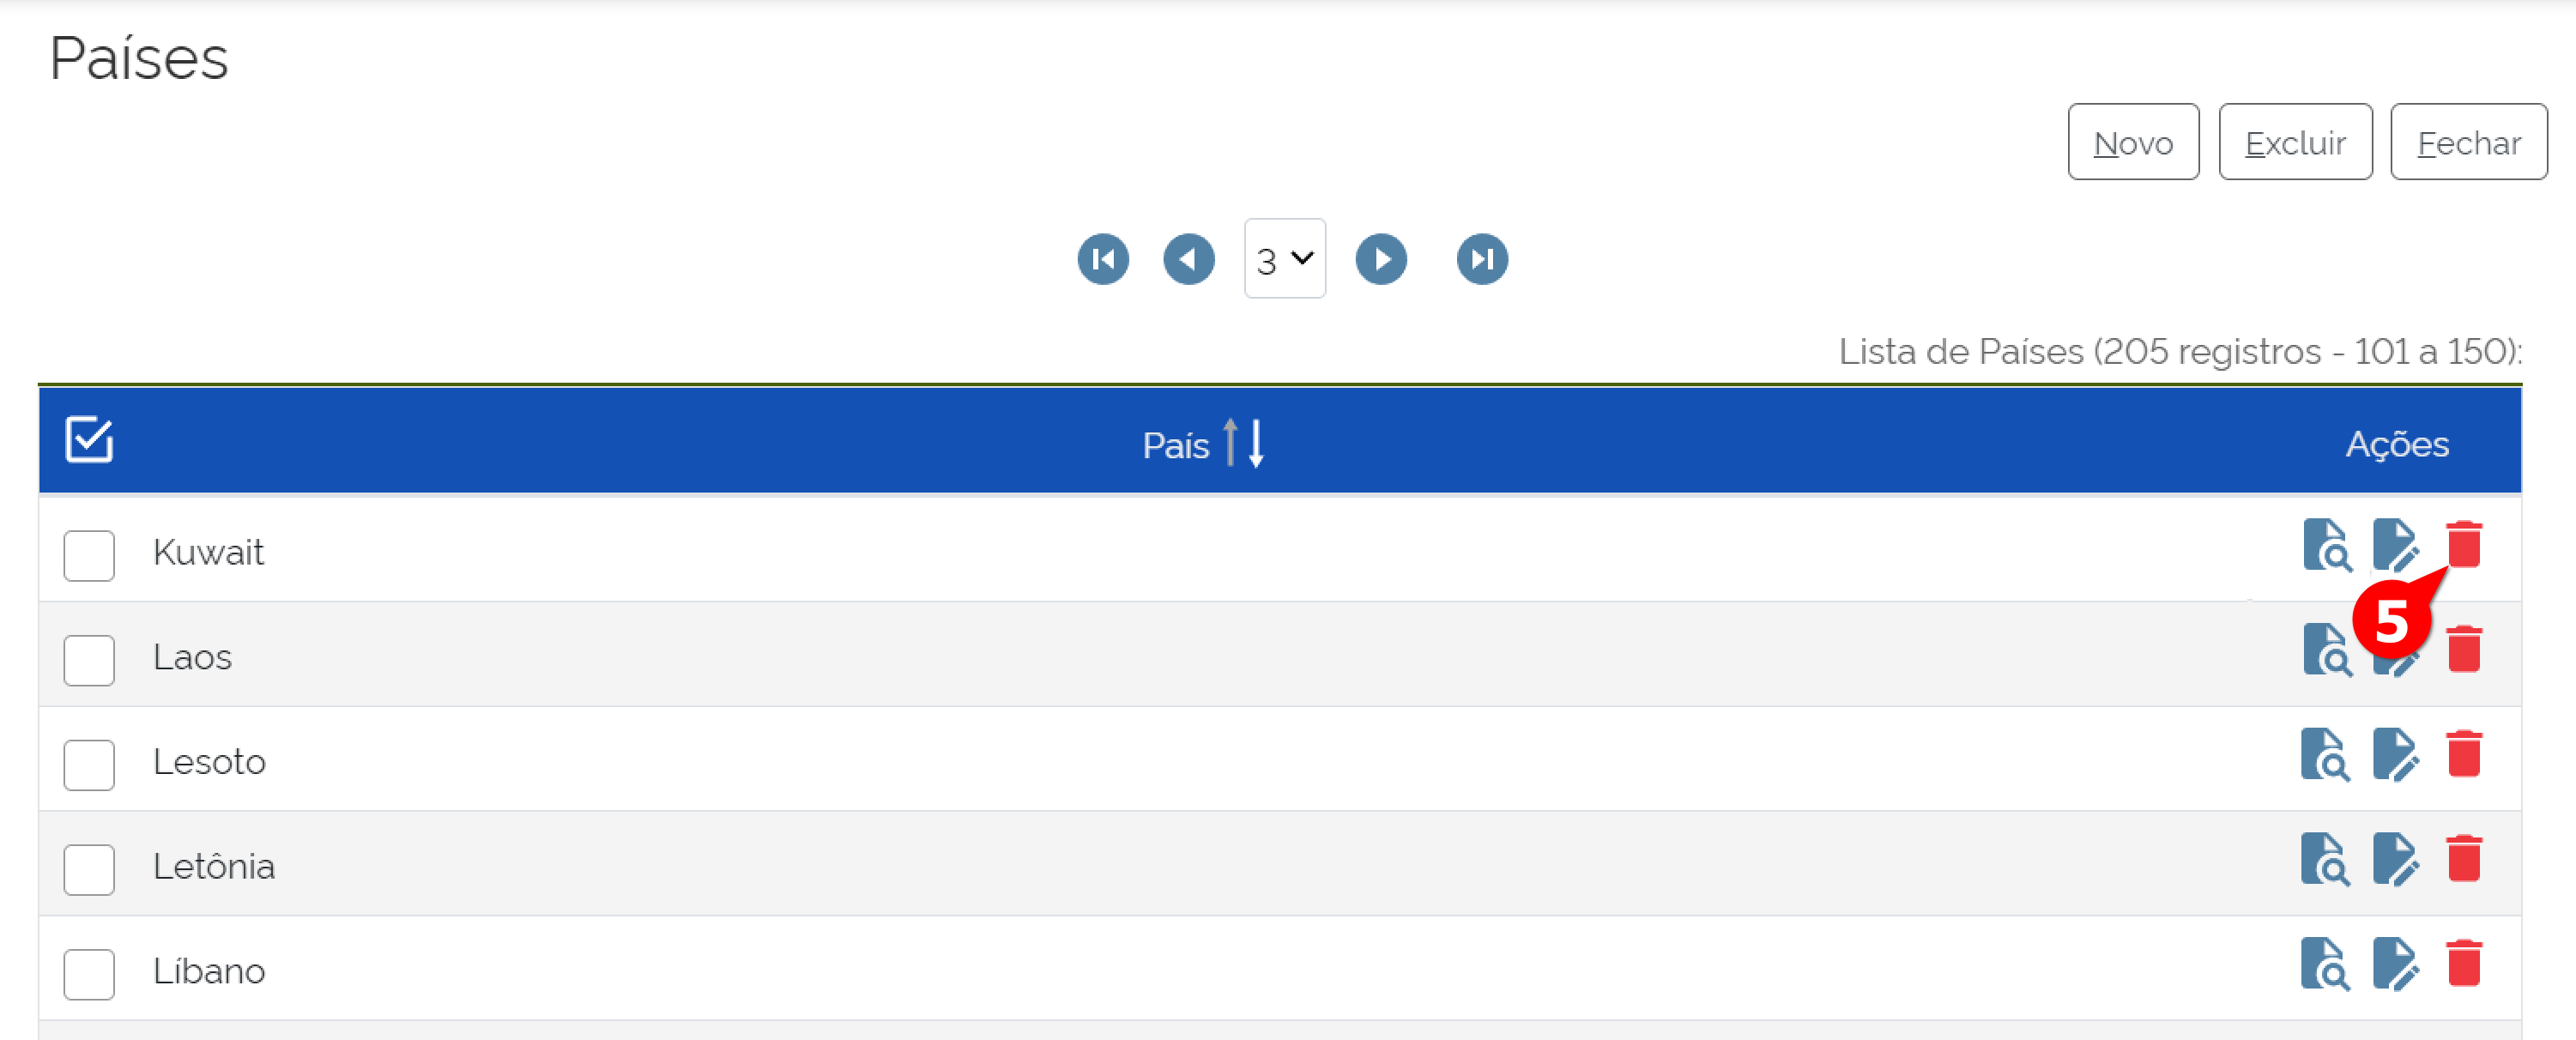 Países
Novo Excluir Fechar
3
Lista de Países (205 registros - 101 a 150):
País Ações
Kuwait
5
Laos
Lesoto
Letônia
Líbano